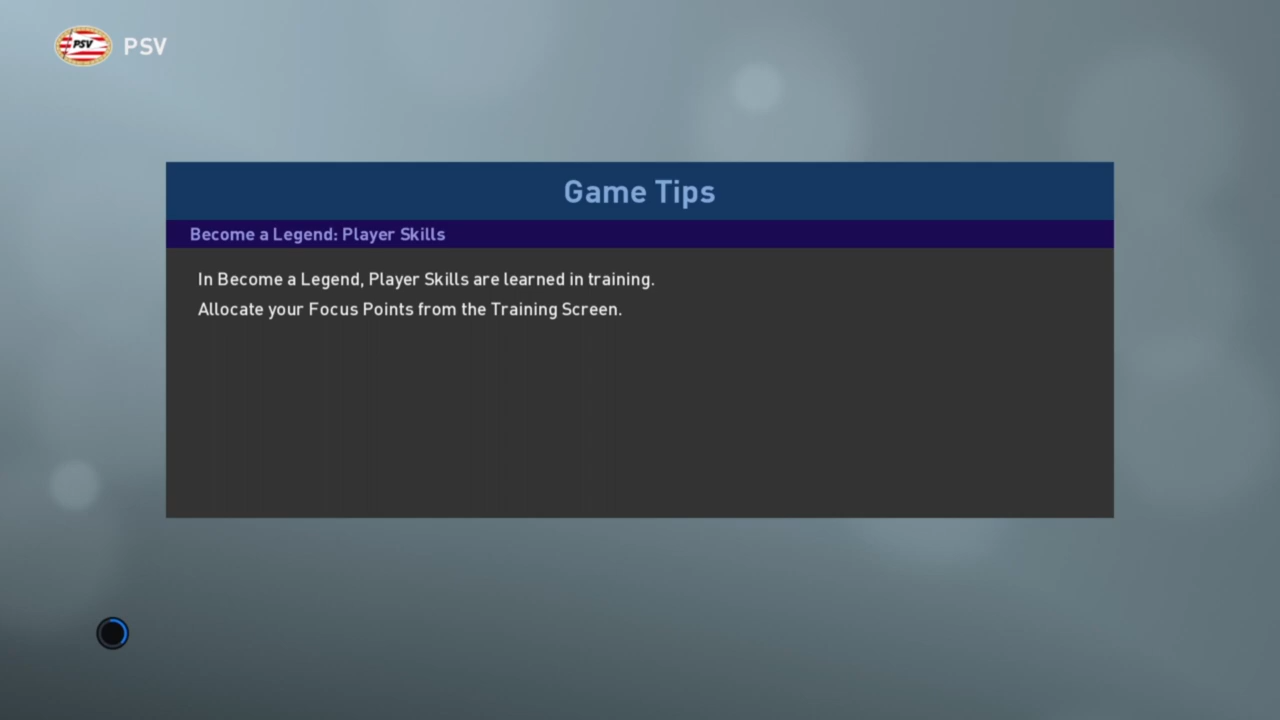 PSV
PSV
Game Tips
Become a Legend: Player Skills
In Become a Legend, Player Skills are learned in training.
Allocate your Focus Points from the Training Screen.